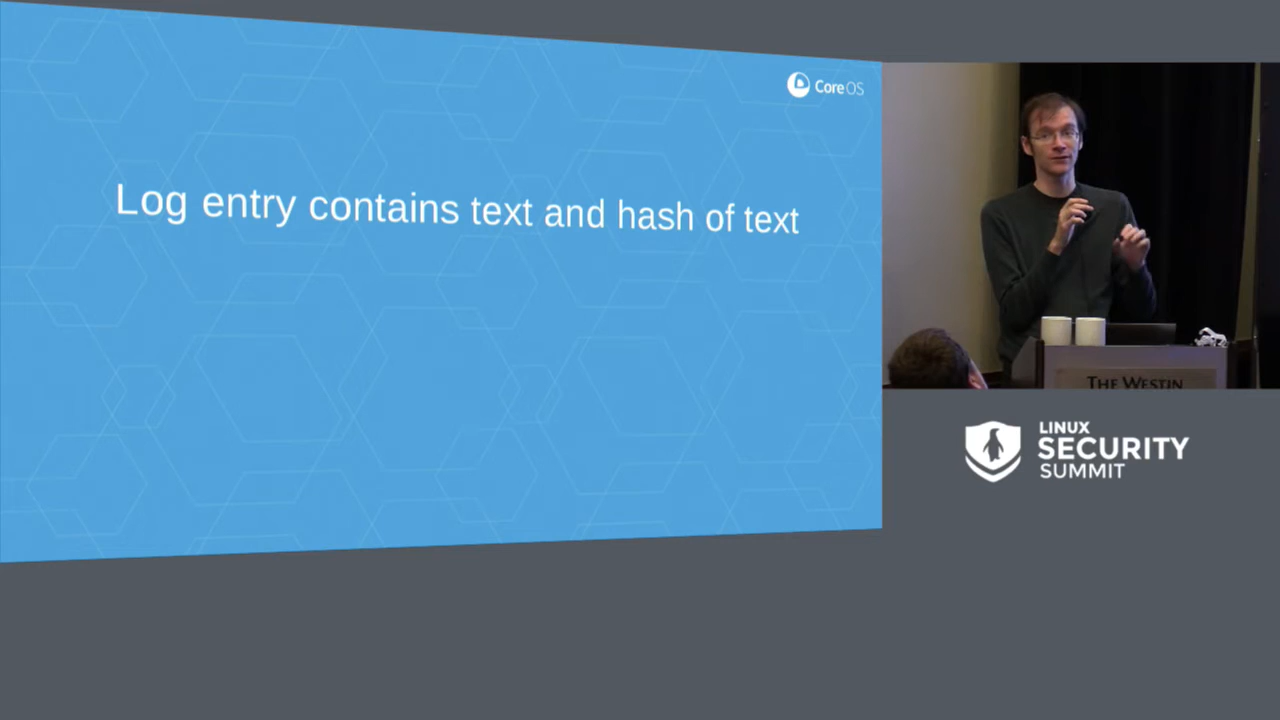 CoreOS
Log entry contains text and hash of text
THE WESTIN
LINUX
SECURITY
SUMMIT